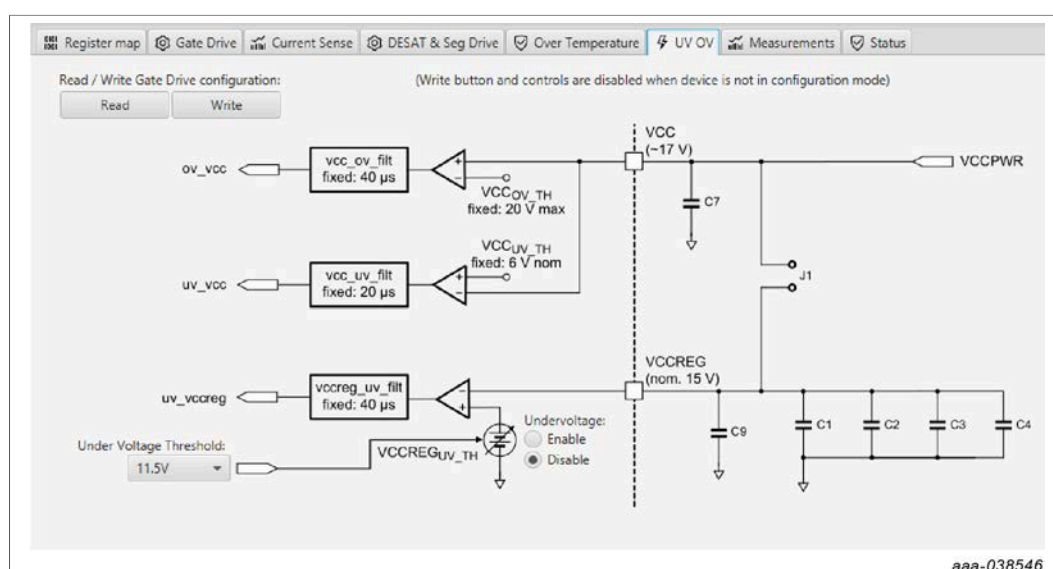 Register map Gate Drive Current Sense DESAT & Seg Drive Over Temperature UV OV Measurements Status
Read / Write Gate Drive configuration:
(Write button and controls are disabled when device is not in configuration mode)
Read Write
VCC
(~17 V)
VCCPWR
ov_vcc
vcc_ov_filt
fixed: 40 µs
+
−
VCCOV_TH
fixed: 20 V max
C7
VCCUV_TH
fixed: 6 V nom
J1
uv_vcc
vcc_uv_filt
fixed: 20 µs
+
−
VCCREG
(nom. 15 V)
uv_vccreg
vccreg_uv_filt
fixed: 40 µs
−
+
Undervoltage:
Enable
Disable
C9
C1
C2
C3
C4
Under Voltage Threshold:
11.5V
VCCREGUV_TH
aaa-038546